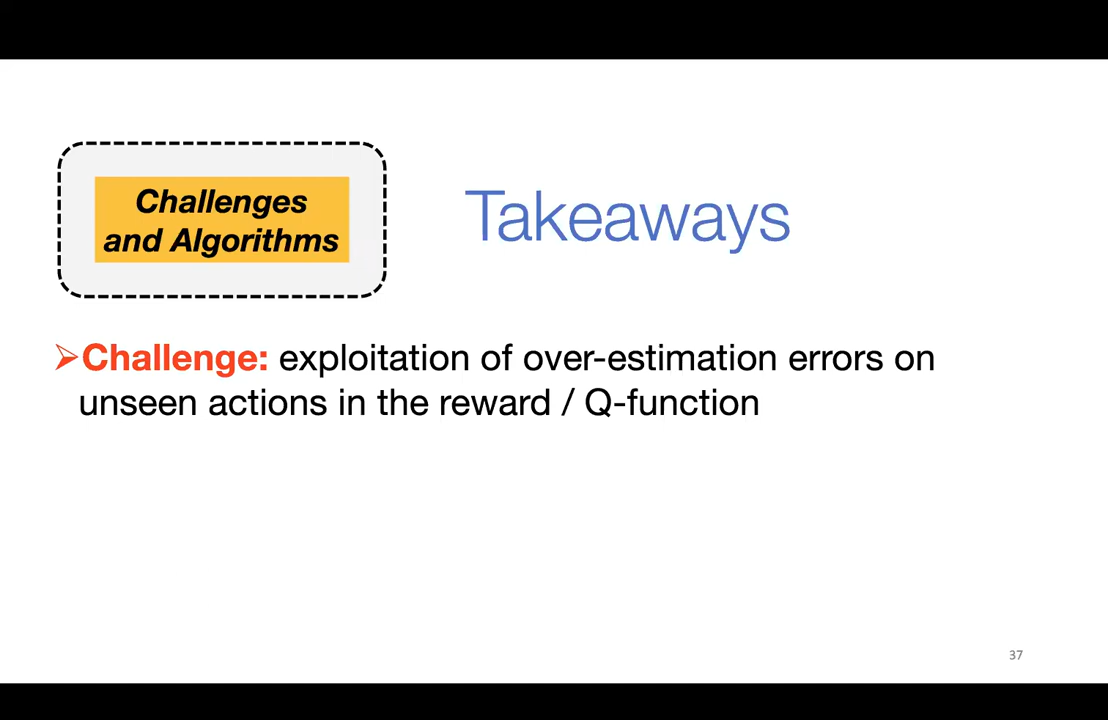 Challenges
and Algorithms
Takeaways
Challenge: exploitation of over-estimation errors on
unseen actions in the reward / Q-function
37